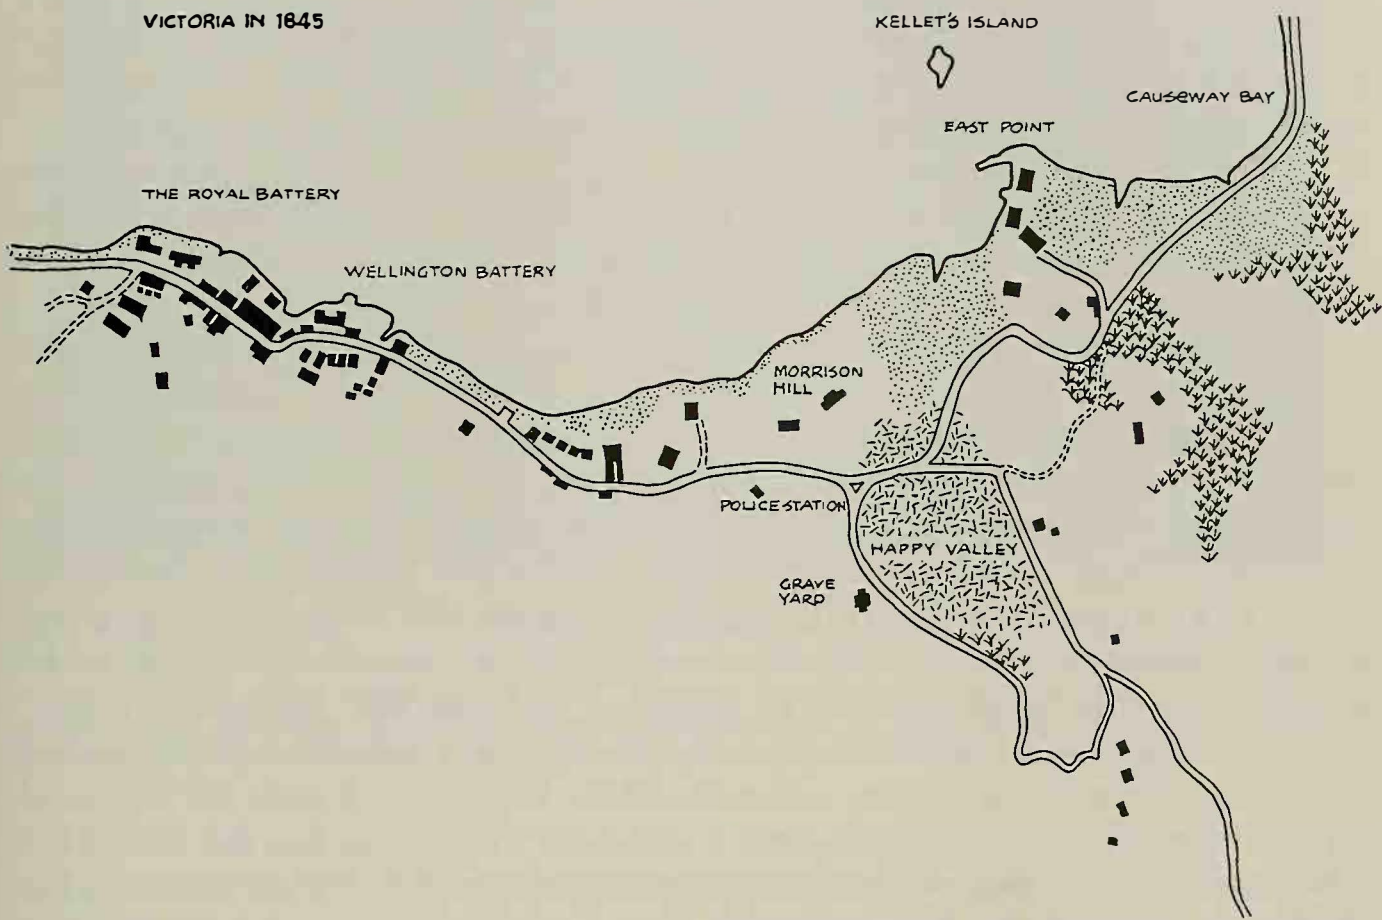 VICTORIA IN 1845
KELLET'S ISLAND
CAUSEWAY BAY
EAST POINT
THE ROYAL BATTERY
WELLINGTON BATTERY
MORRISON
HILL
POLICE STATION
HAPPY VALLEY
GRAVE
YARD